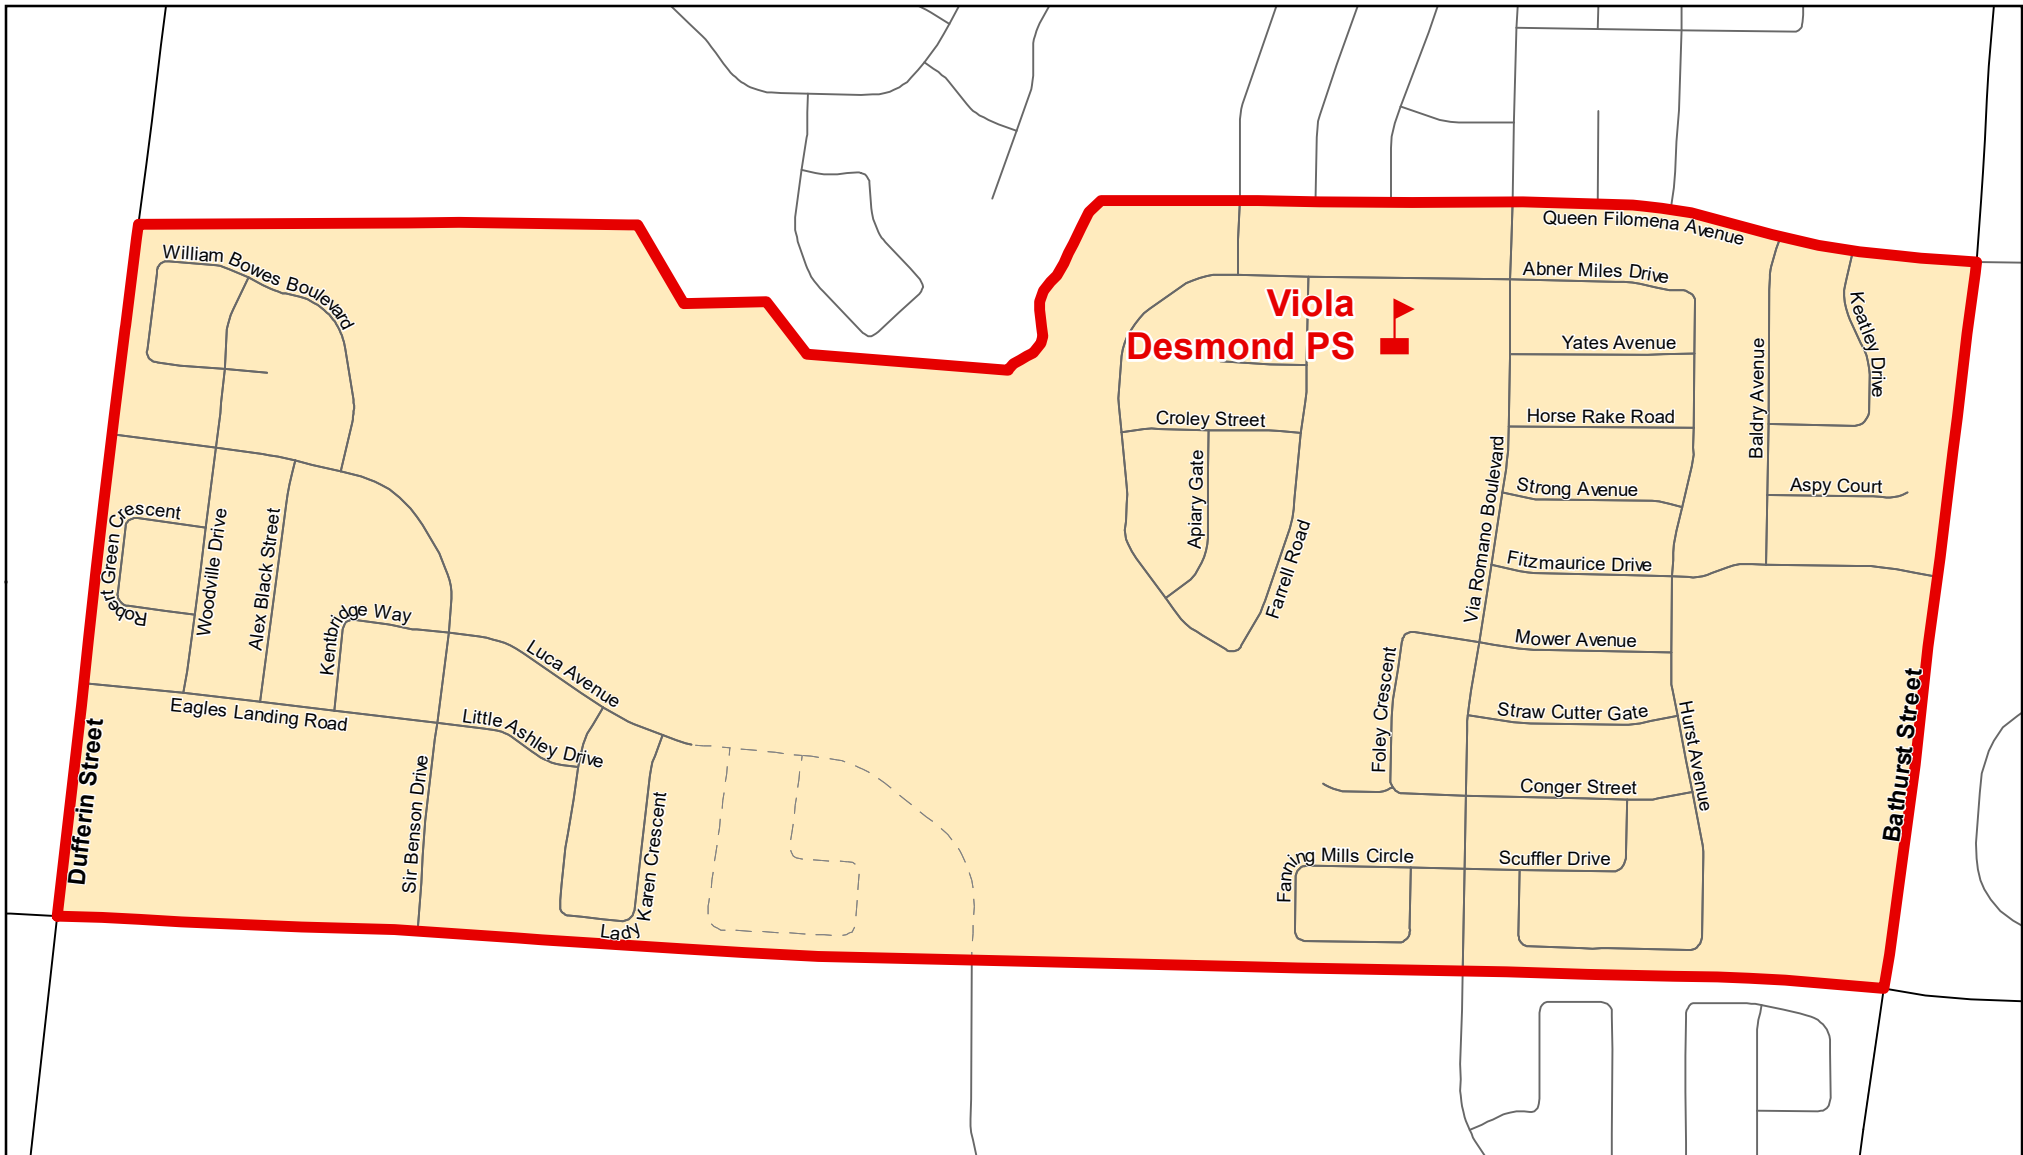 Queen Filomena Avenue
William Bowes Boulevard
Abner Miles Drive
Viola
Desmond PS
Yates Avenue
Keatley Drive
Baldry Avenue
Croley Street
Horse Rake Road
Apiary Gate
Via Romano Boulevard
Strong Avenue
Aspy Court
Robert Green Crescent
Woodville Drive
Alex Black Street
Farrell Road
Fitzmaurice Drive
Kentbridge Way
Luca Avenue
Mower Avenue
Foley Crescent
Eagles Landing Road
Little Ashley Drive
Straw Cutter Gate
Hurst Avenue
Bathurst Street
Dufferin Street
Sir Benson Drive
Conger Street
Lady Karen Crescent
Fanning Mills Circle
Scuffler Drive